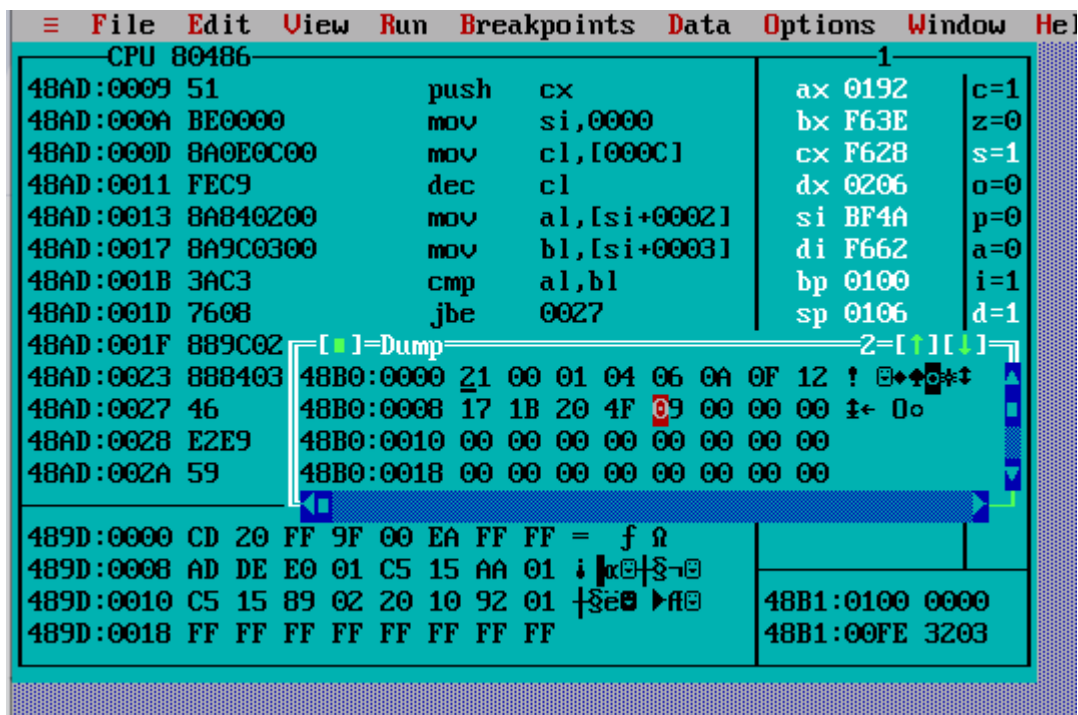 ≡ File Edit View Run Breakpoints Data Options Window Hel
CPU 80486 1
48AD:0009 51 push cx ax 0192 c=1
48AD:000A BE0000 mov si,0000 bx F63E z=0
48AD:000D 8A0E0C00 mov cl,[000C] cx F628 s=1
48AD:0011 FEC9 dec cl dx 0206 o=0
48AD:0013 8A840200 mov al,[si+0002] si BF4A p=0
48AD:0017 8A9C0300 mov bl,[si+0003] di F662 a=0
48AD:001B 3AC3 cmp al,bl bp 0100 i=1
48AD:001D 7608 jbe 0027 sp 0106 d=1
48AD:001F 889C02 [■]=Dump 2=[↑][↓]
48AD:0023 888403 48B0:0000 21 00 01 04 06 0A 0F 12 ! ☺♦♠◙☼↕
48AD:0027 46 48B0:0008 17 1B 20 4F 09 00 00 00 ↨← O○
48AD:0028 E2E9 48B0:0010 00 00 00 00 00 00 00 00
48AD:002A 59 48B0:0018 00 00 00 00 00 00 00 00
489D:0000 CD 20 FF 9F 00 EA FF FF = ƒ Ω
489D:0008 AD DE E0 01 C5 15 AA 01 ¡▐α☺┼§¬☺
489D:0010 C5 15 89 02 20 10 92 01 ┼§ë☻ ►Æ☺ 48B1:0100 0000
489D:0018 FF FF FF FF FF FF FF FF 48B1:00FE 3203